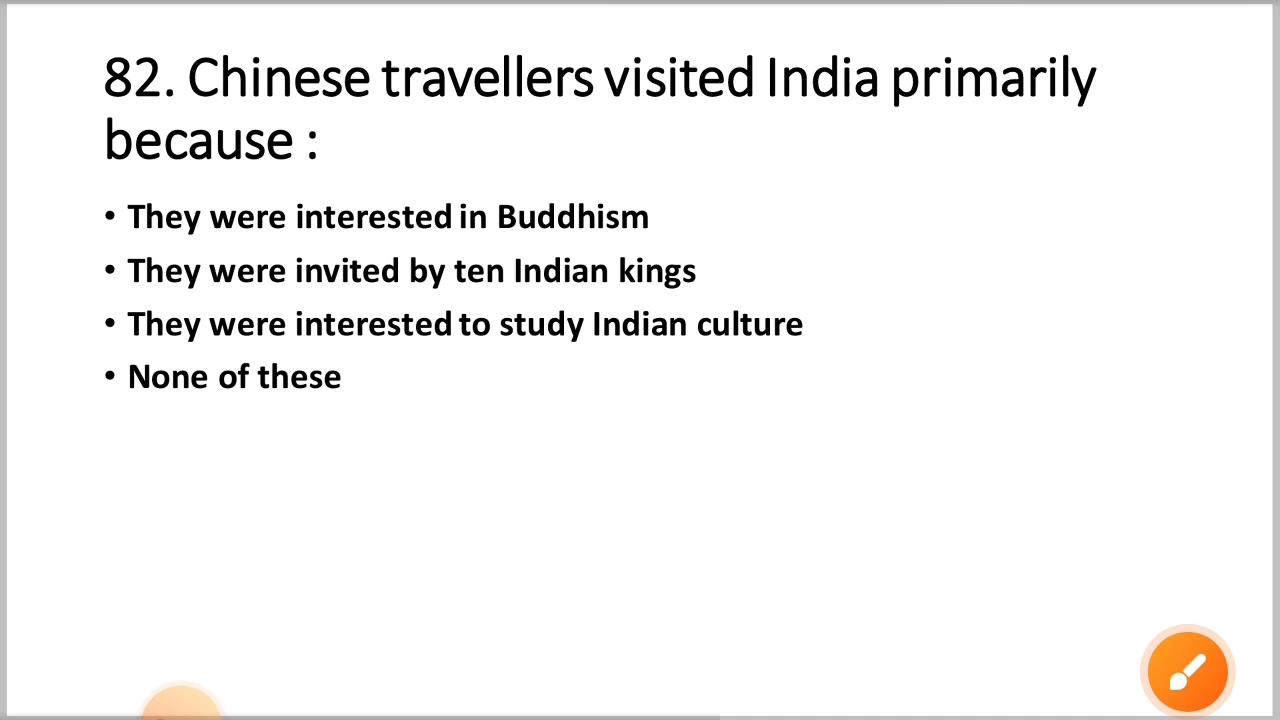 82. Chinese travellers visited India primarily
because :
• They were interested in Buddhism
• They were invited by ten Indian kings
• They were interested to study Indian culture
• None of these